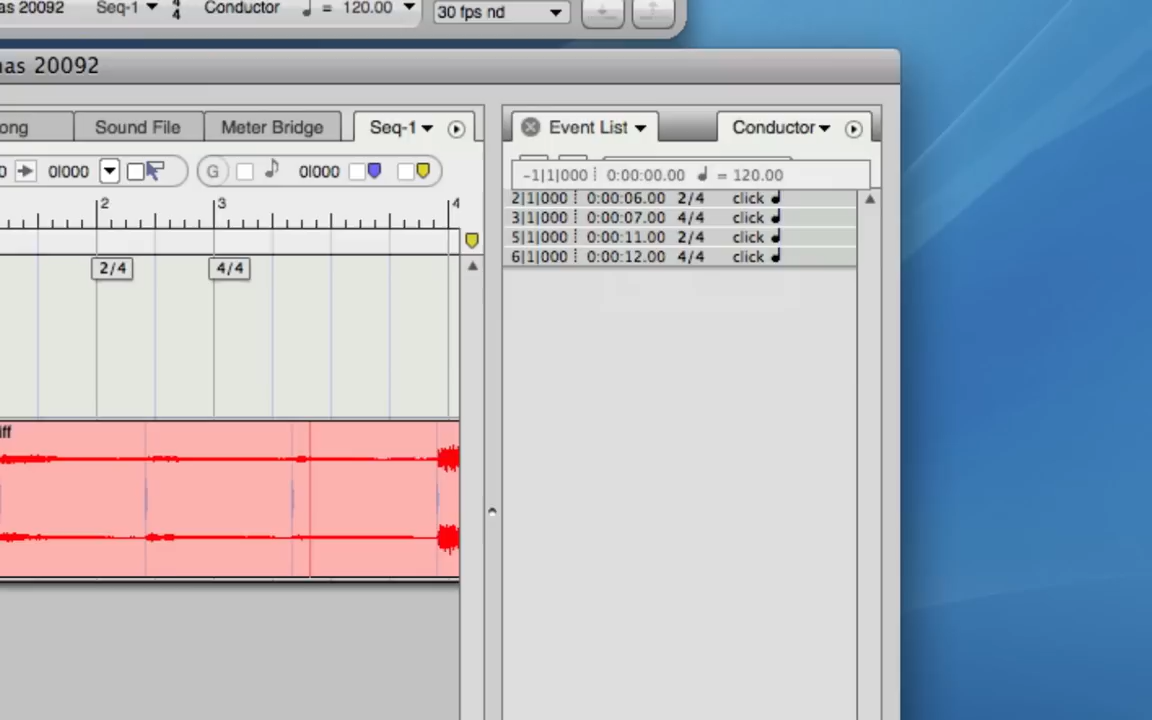 as 20092 Seq-1 4 4 Conductor = 120.00 30 fps nd
as 20092
ong Sound File Meter Bridge Seq-1
0|000 G 0|000
2 3 4
2/4 4/4
iff
Event List Conductor
-1|1|000 0:00:00.00 = 120.00
2|1|000 0:00:06.00 2/4 click
3|1|000 0:00:07.00 4/4 click
5|1|000 0:00:11.00 2/4 click
6|1|000 0:00:12.00 4/4 click